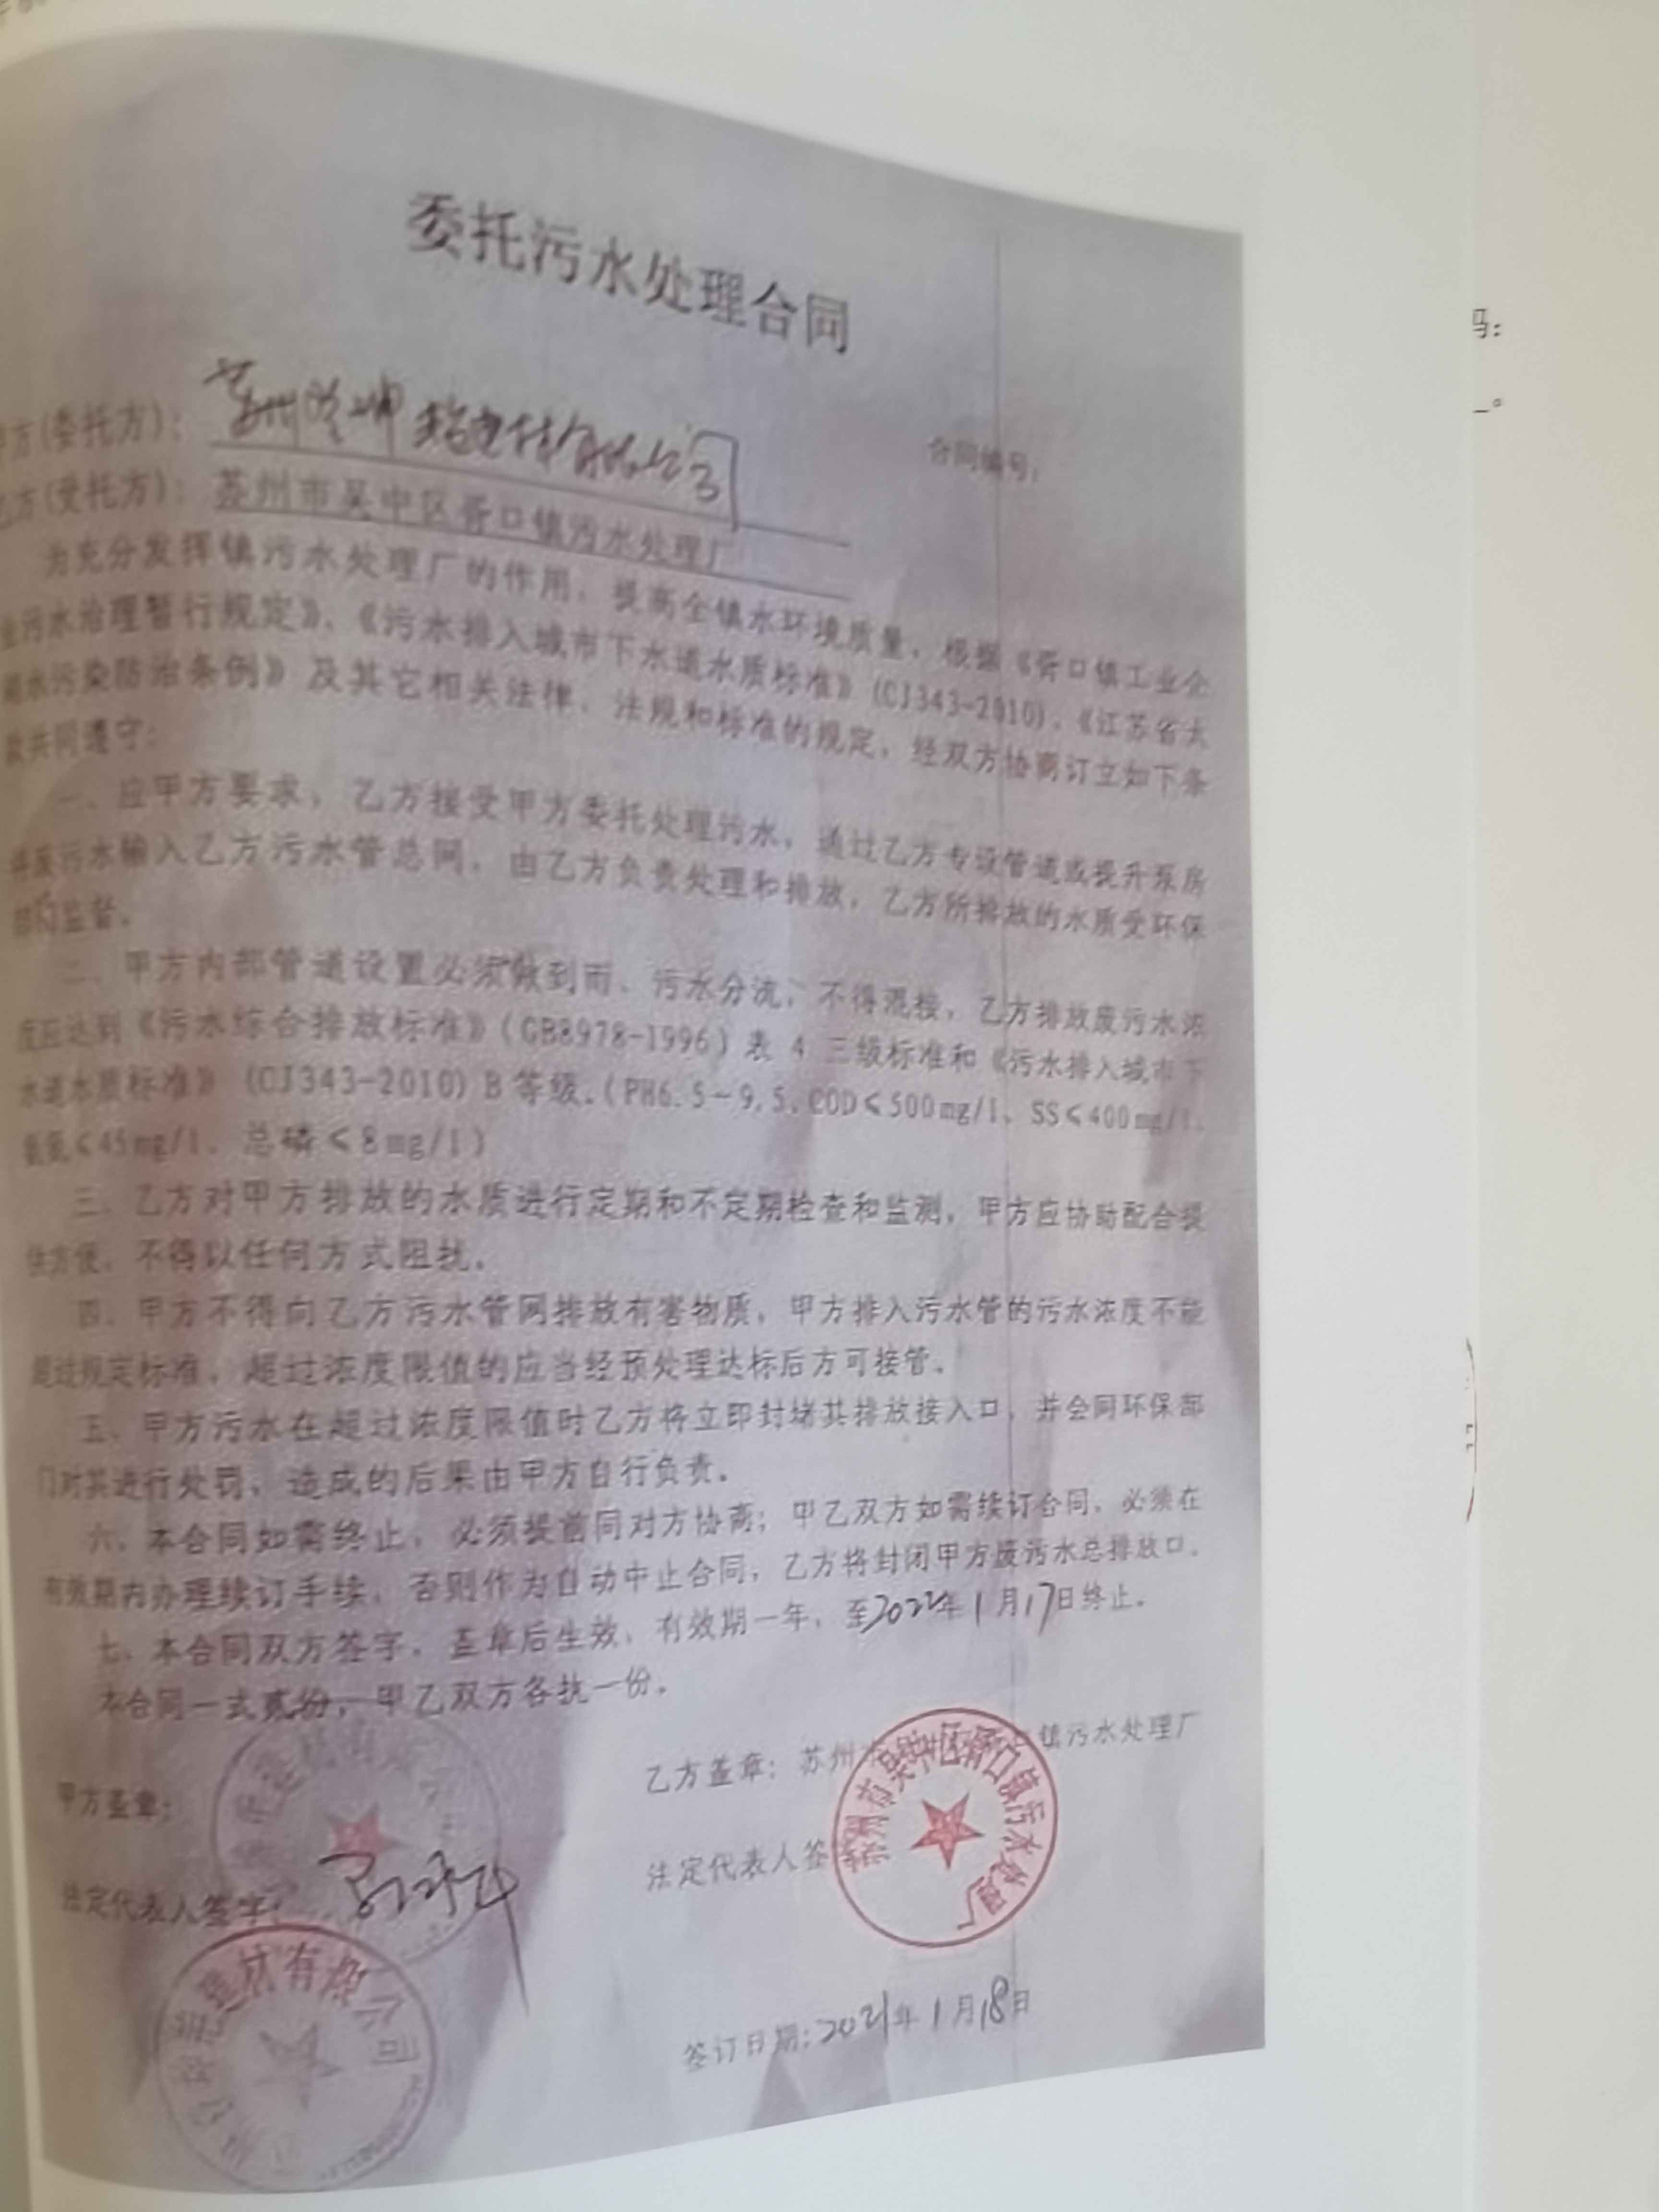 委托污水处理合同
合同编号：
方(委托方)：苏州
乙方(受托方)：苏州市吴中区胥口镇污水处理厂
为充分发挥镇污水处理厂的作用，提高全镇水环境质量，根据《胥口镇工业企
业污水治理暂行规定》、《污水排入城市下水道水质标准》(CJ343-2010)、《江苏省太
湖水污染防治条例》及其它相关法律、法规和标准的规定，经双方协商订立如下条
款共同遵守：
一、应甲方要求，乙方接受甲方委托处理污水，通过乙方专设管道或提升泵房
将废污水输入乙方污水管总网，由乙方负责处理和排放，乙方所排放的水质受环保
部门监督。
二、甲方内部管道设置必须做到雨、污水分流，不得混接，乙方排放废污水浓
度应达到《污水综合排放标准》(GB8978-1996)表4三级标准和《污水排入城市下
水道水质标准》(CJ343-2010)B等级.(PH6.5~9.5、COD≤500mg/l、SS≤400mg/l、
氨氮≤45mg/l、总磷≤8mg/l)
三、乙方对甲方排放的水质进行定期和不定期检查和监测，甲方应协助配合提
供方便，不得以任何方式阻扰。
四、甲方不得向乙方污水管网排放有害物质，甲方排入污水管的污水浓度不能
超过规定标准，超过浓度限值的应当经预处理达标后方可接管。
五、甲方污水在超过浓度限值时乙方将立即封堵其排放接入口，并会同环保部
门对其进行处罚，造成的后果由甲方自行负责。
六、本合同如需终止，必须提前同对方协商；甲乙双方如需续订合同，必须在
有效期内办理续订手续，否则作为自动中止合同，乙方将封闭甲方废污水总排放口。
七、本合同双方签字、盖章后生效，有效期一年，至2022年1月17日终止。
本合同一式贰份，甲乙双方各执一份。
甲方盖章：
乙方盖章：苏州 镇污水处理厂
苏州市吴中区胥口镇污水处理厂
法定代表人签字：
法定代表人签
建材有限公司
签订日期：2021年1月18日
码：